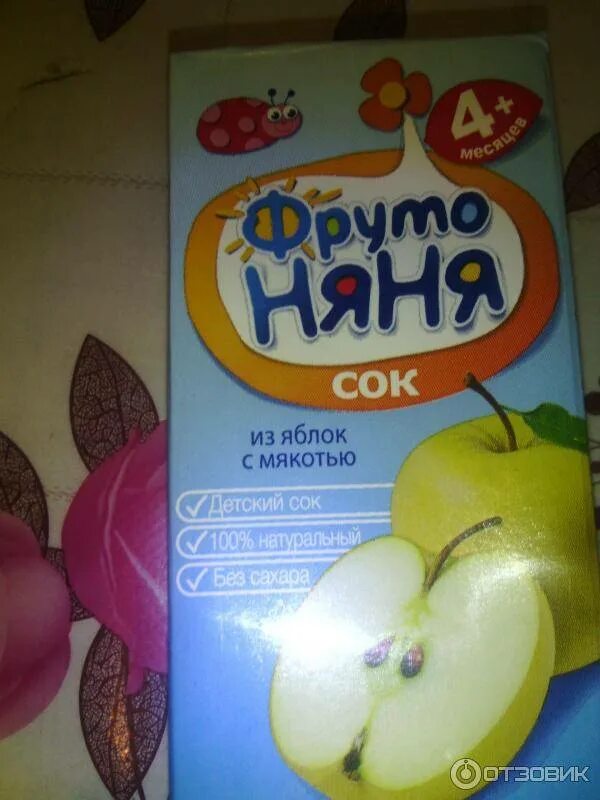 4+
месяцев
Фруто
НяНя
СОК
из яблок
с мякотью
Детский сок
100% натуральный
Без сахара
ОТЗОВИК